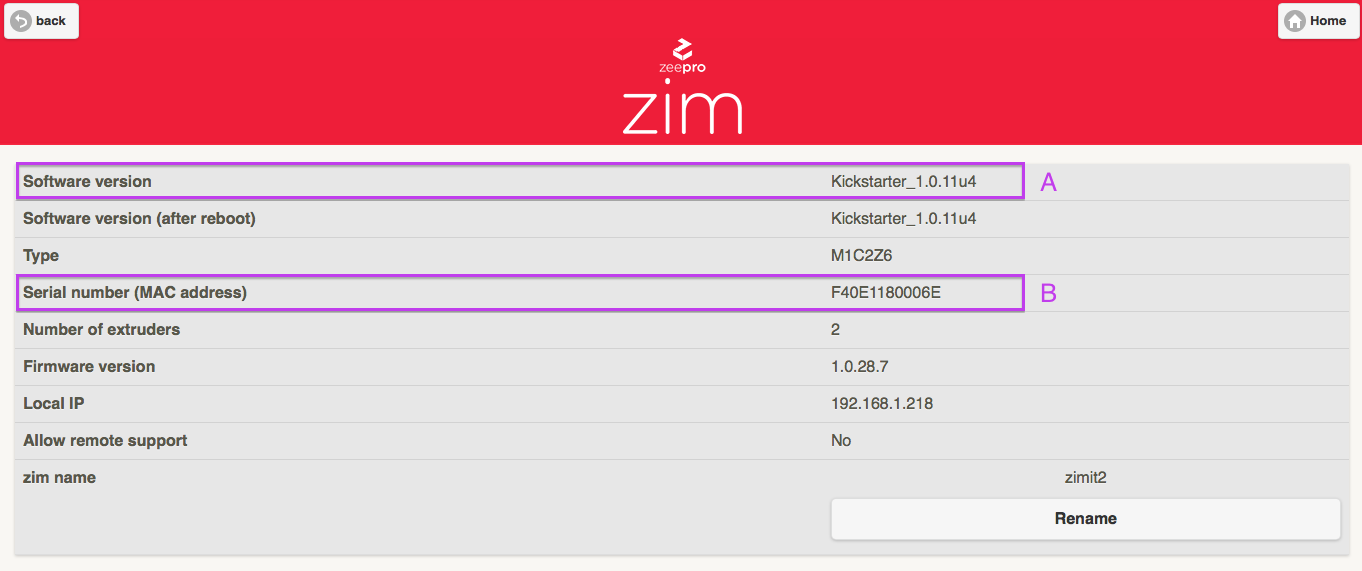 back
Home
zeepro
zim
Software version Kickstarter_1.0.11u4 A
Software version (after reboot) Kickstarter_1.0.11u4
Type M1C2Z6
Serial number (MAC address) F40E1180006E B
Number of extruders 2
Firmware version 1.0.28.7
Local IP 192.168.1.218
Allow remote support No
zim name zimit2
Rename